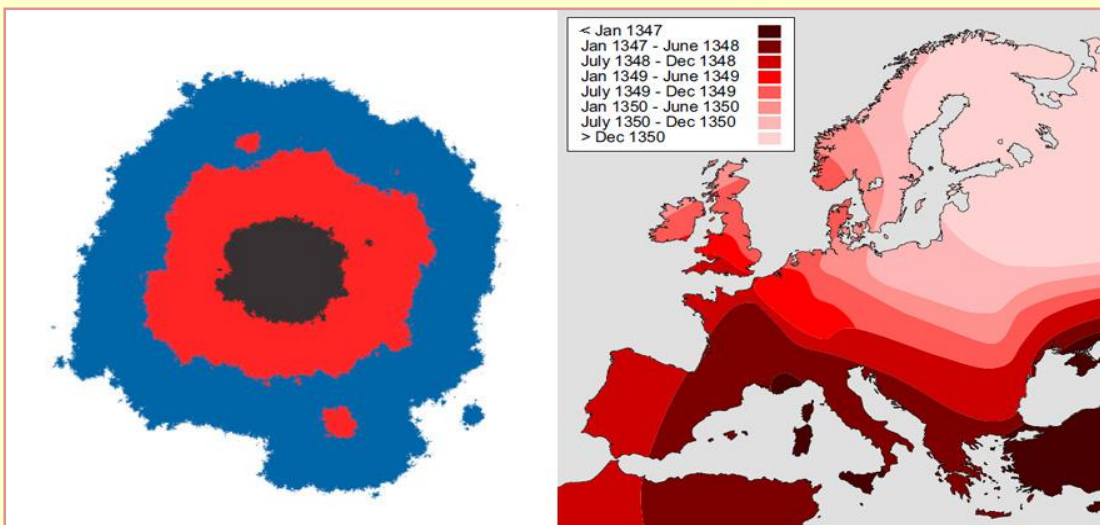 < Jan 1347
Jan 1347 - June 1348
July 1348 - Dec 1348
Jan 1349 - June 1349
July 1349 - Dec 1349
Jan 1350 - June 1350
July 1350 - Dec 1350
> Dec 1350